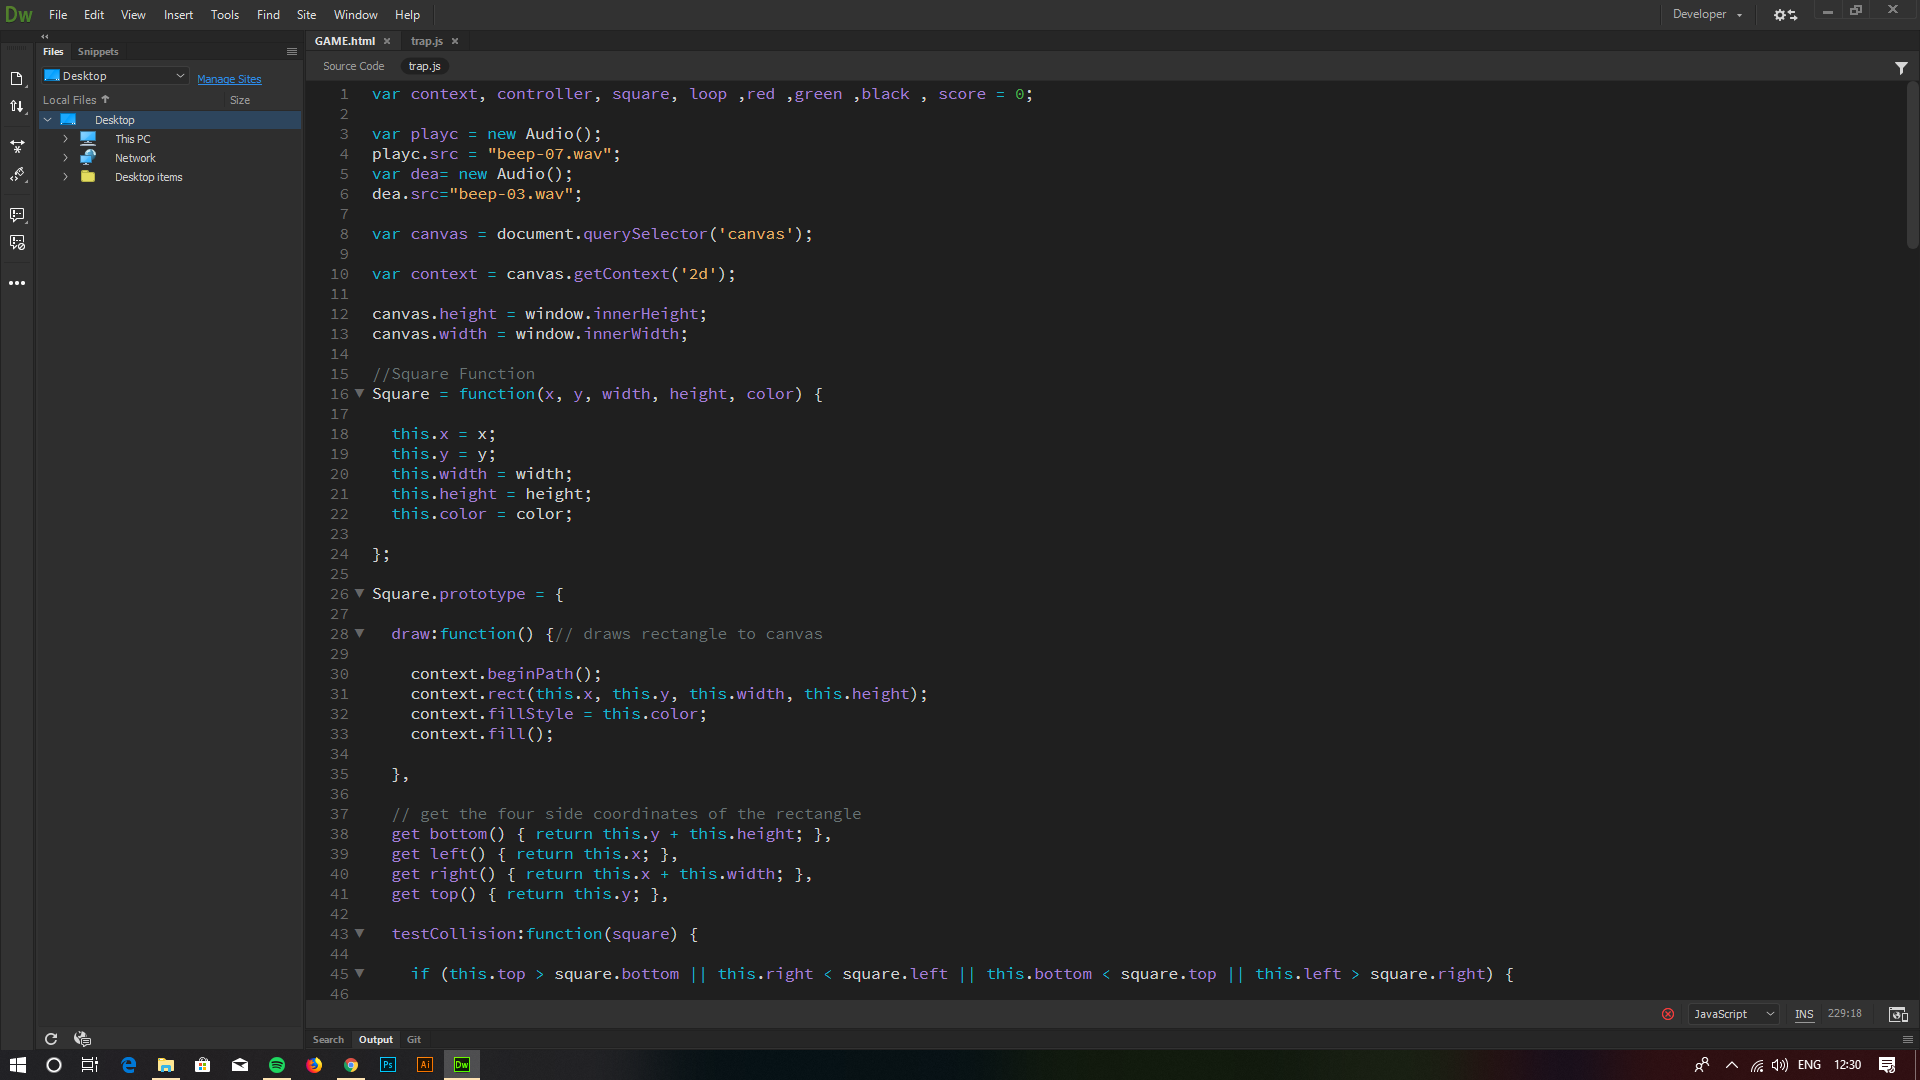 Dw File Edit View Insert Tools Find Site Window Help Developer
Files Snippets
GAME.html trap.js
Source Code trap.js
Desktop Manage Sites
Local Files Size
Desktop
This PC
Network
Desktop items
1 var context, controller, square, loop ,red ,green ,black , score = 0;
2
3 var playc = new Audio();
4 playc.src = "beep-07.wav";
5 var dea= new Audio();
6 dea.src="beep-03.wav";
7
8 var canvas = document.querySelector('canvas');
9
10 var context = canvas.getContext('2d');
11
12 canvas.height = window.innerHeight;
13 canvas.width = window.innerWidth;
14
15 //Square Function
16 Square = function(x, y, width, height, color) {
17
18 this.x = x;
19 this.y = y;
20 this.width = width;
21 this.height = height;
22 this.color = color;
23
24 };
25
26 Square.prototype = {
27
28 draw:function() {// draws rectangle to canvas
29
30 context.beginPath();
31 context.rect(this.x, this.y, this.width, this.height);
32 context.fillStyle = this.color;
33 context.fill();
34
35 },
36
37 // get the four side coordinates of the rectangle
38 get bottom() { return this.y + this.height; },
39 get left() { return this.x; },
40 get right() { return this.x + this.width; },
41 get top() { return this.y; },
42
43 testCollision:function(square) {
44
45 if (this.top > square.bottom || this.right < square.left || this.bottom < square.top || this.left > square.right) {
46
JavaScript INS 229:18
Search Output Git
Ps Ai Dw ENG 12:30